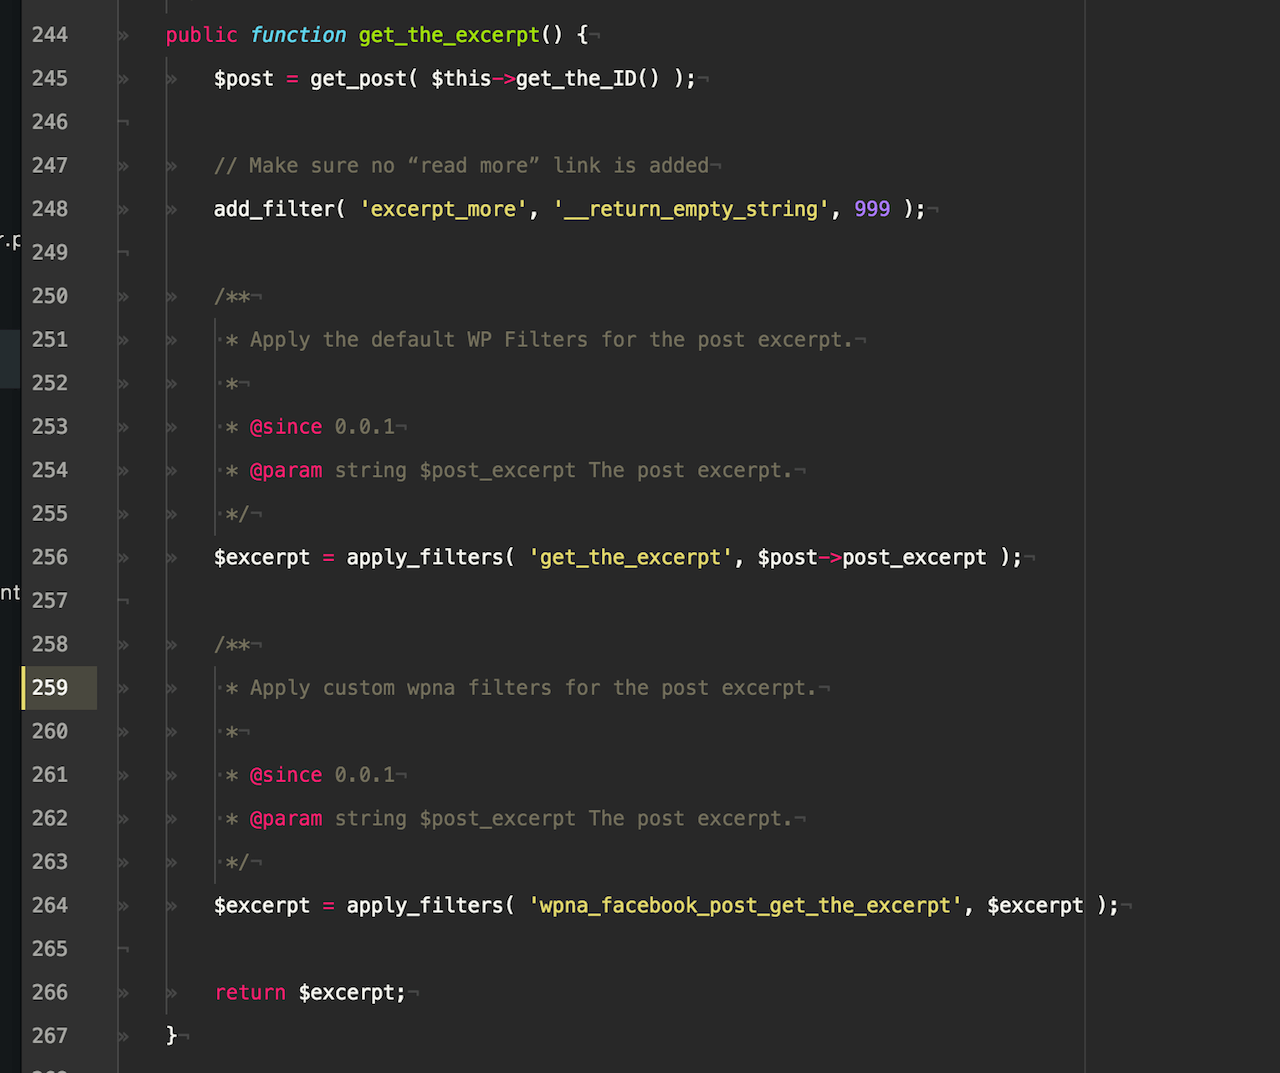 244 public function get_the_excerpt() {
245 $post = get_post( $this->get_the_ID() );
246
247 // Make sure no “read more” link is added
248 add_filter( 'excerpt_more', '__return_empty_string', 999 );
r.p
249
250 /**
251 * Apply the default WP Filters for the post excerpt.
252 *
253 * @since 0.0.1
254 * @param string $post_excerpt The post excerpt.
255 */
256 $excerpt = apply_filters( 'get_the_excerpt', $post->post_excerpt );
nt
257
258 /**
259 * Apply custom wpna filters for the post excerpt.
260 *
261 * @since 0.0.1
262 * @param string $post_excerpt The post excerpt.
263 */
264 $excerpt = apply_filters( 'wpna_facebook_post_get_the_excerpt', $excerpt );
265
266 return $excerpt;
267 }